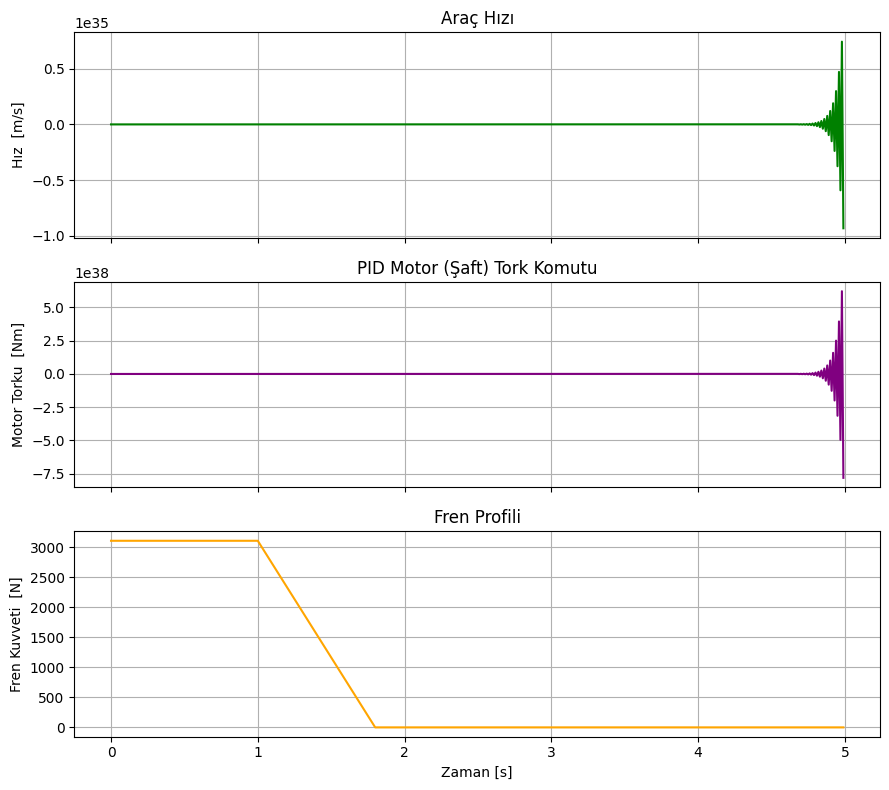 Araç Hızı
1e35
0.5
0.0
−0.5
−1.0
Hız [m/s]
PID Motor (Şaft) Tork Komutu
1e38
5.0
2.5
0.0
−2.5
−5.0
−7.5
Motor Torku [Nm]
Fren Profili
3000
2500
2000
1500
1000
500
0
Fren Kuvveti [N]
0 1 2 3 4 5
Zaman [s]